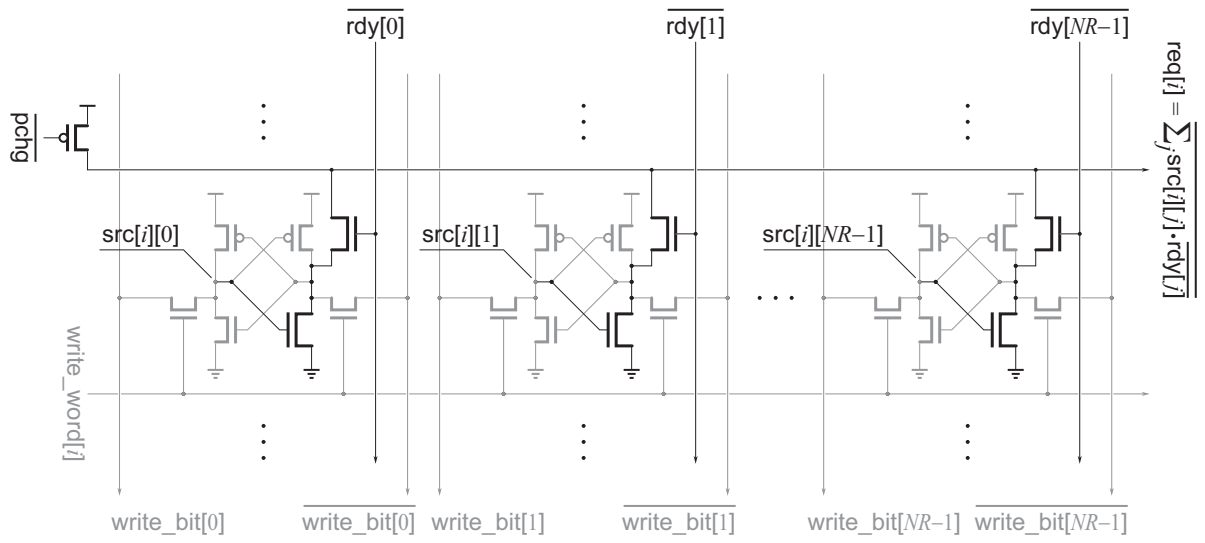 rdy[0]
rdy[1]
rdy[NR−1]
pchg
req[i] = ∑j src[i][j]·rdy[j]
src[i][0]
src[i][1]
src[i][NR−1]
write_word[i]
write_bit[0]
write_bit[0]
write_bit[1]
write_bit[1]
write_bit[NR−1]
write_bit[NR−1]